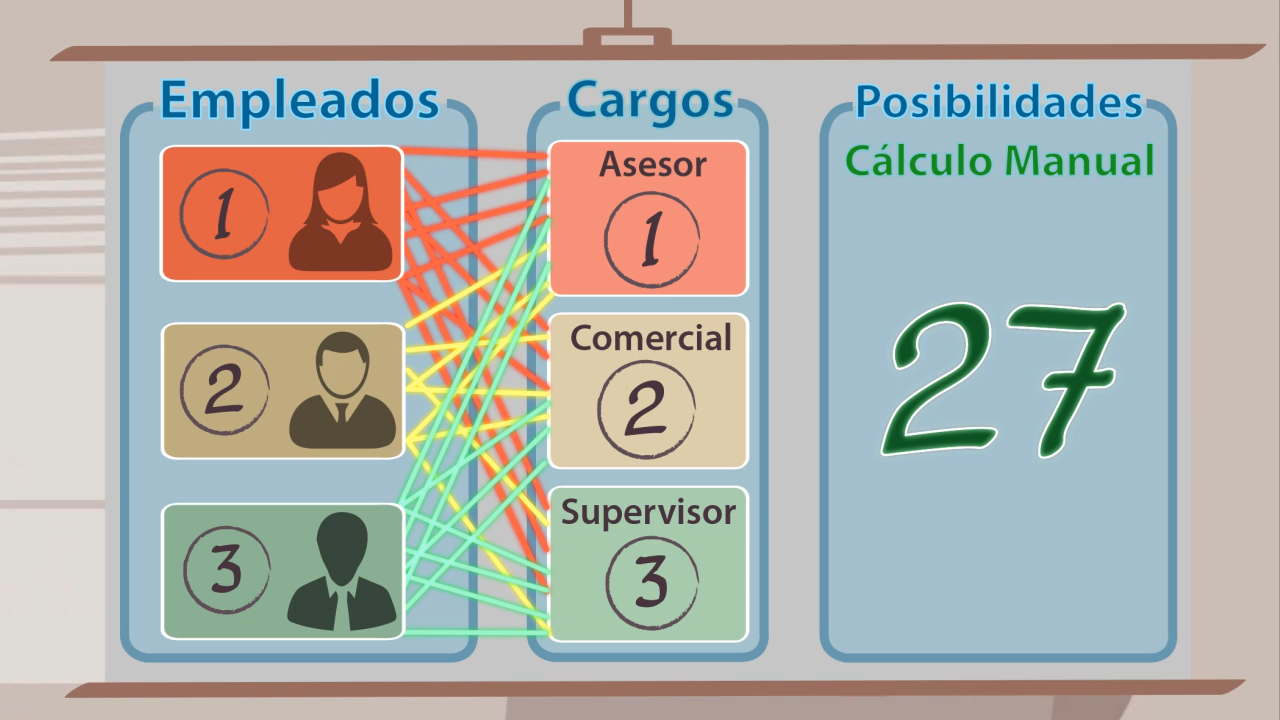 Empleados
1
2
3
Cargos
Asesor
1
Comercial
2
Supervisor
3
Posibilidades
Cálculo Manual
27